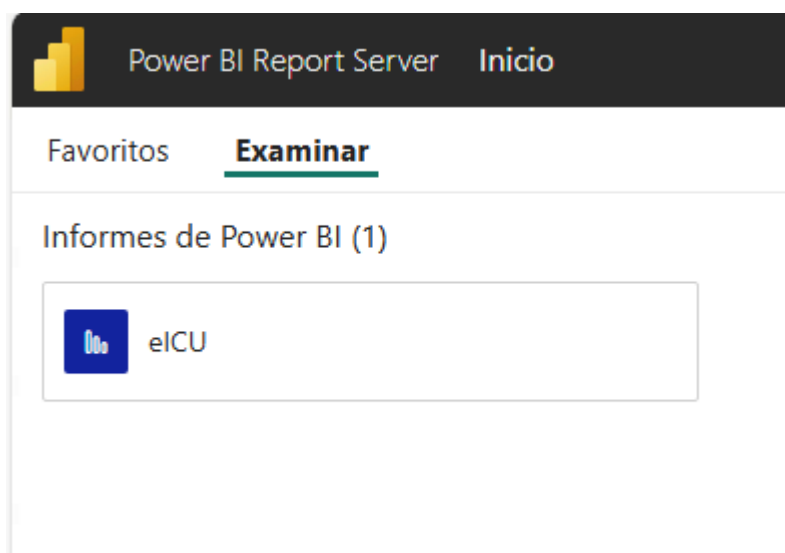 Power BI Report Server Inicio
Favoritos Examinar
Informes de Power BI (1)
eICU